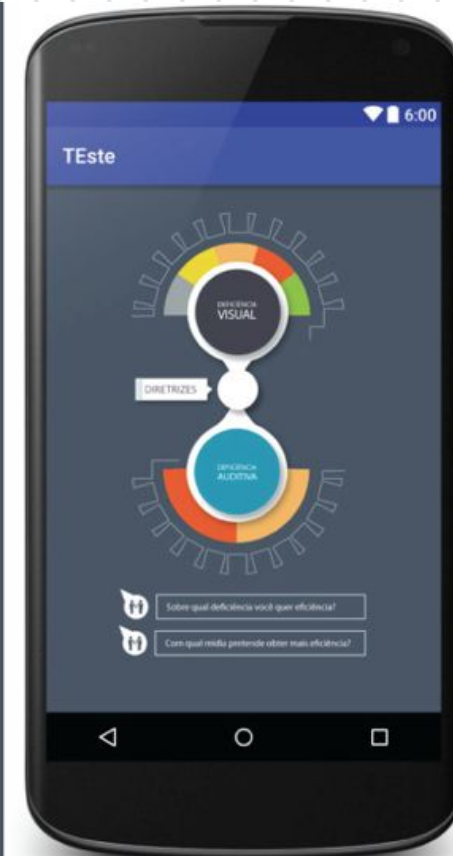 6:00
TEste
DEFICIÊNCIA
VISUAL
DIRETRIZES
DEFICIÊNCIA
AUDITIVA
Sobre qual deficiência você quer eficiência?
Com qual mídia pretende obter mais eficiência?